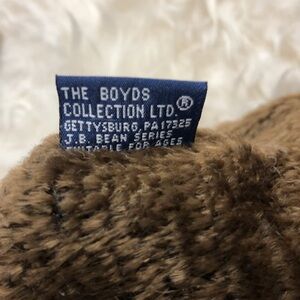 THE BOYDS
COLLECTION LTD.®
GETTYSBURG, PA 17325
J.B. BEAN SERIES
SUITABLE FOR AGES